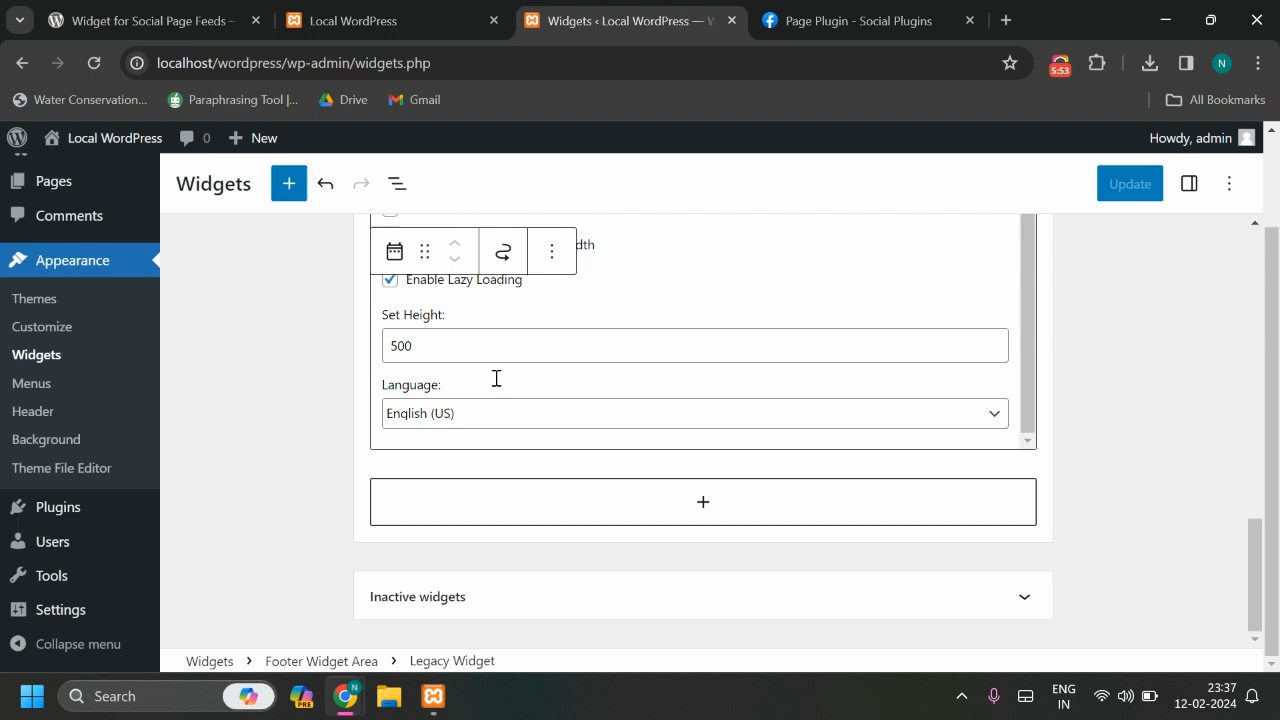 Widget for Social Page Feeds –
Local WordPress
Widgets ‹ Local WordPress — W
Page Plugin - Social Plugins
localhost/wordpress/wp-admin/widgets.php
5:53
N
Water Conservation...
Paraphrasing Tool |...
Drive
Gmail
All Bookmarks
Local WordPress
0
New
Howdy, admin
Pages
Comments
Appearance
Themes
Customize
Widgets
Menus
Header
Background
Theme File Editor
Plugins
Users
Tools
Settings
Collapse menu
Widgets
Update
dth
Enable Lazy Loading
Set Height:
500
Language:
English (US)
Inactive widgets
Widgets
Footer Widget Area
Legacy Widget
Search
PRE
N
ENG
IN
23:37
12-02-2024